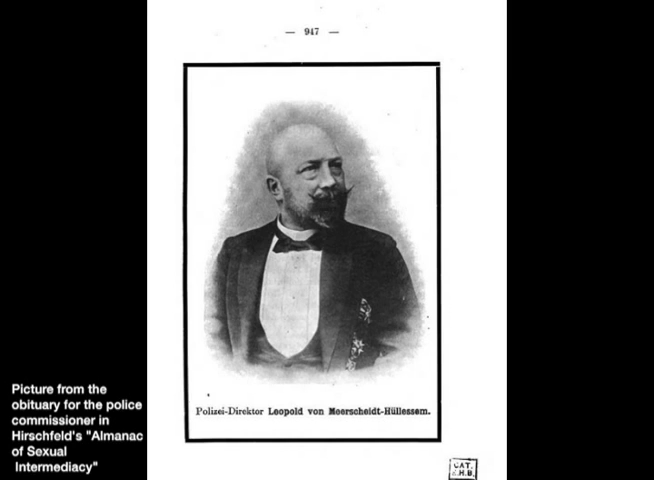 — 947 —
Polizei-Direktor Leopold von Meerscheidt-Hüllessem.
Picture from the
obituary for the police
commissioner in
Hirschfeld's "Almanac
of Sexual
Intermediacy"
CAT.
Z.H.B.